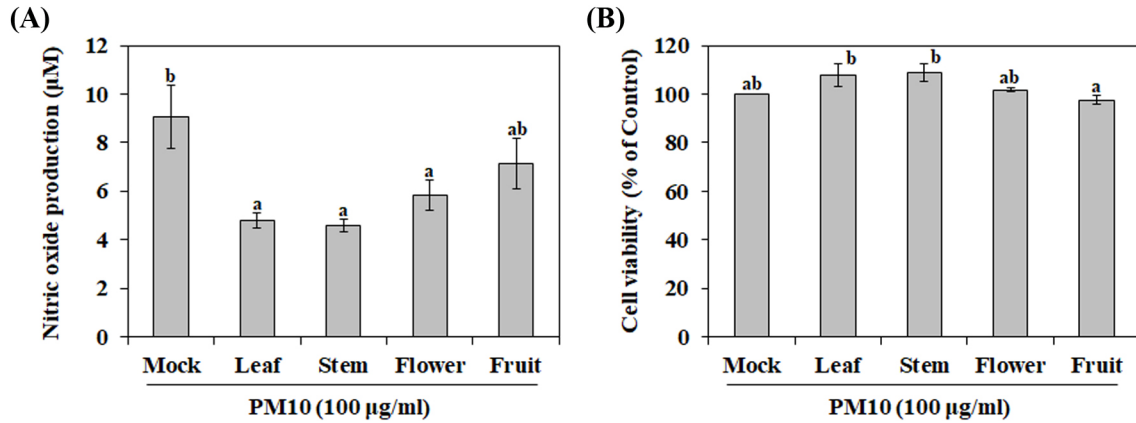 (A)
Nitric oxide production (μM)
12
10
8
6
4
2
0
b
a
a
a
ab
Mock Leaf Stem Flower Fruit
PM10 (100 μg/ml)
(B)
Cell viability (% of Control)
120
100
80
60
40
20
0
ab
b
b
ab
a
Mock Leaf Stem Flower Fruit
PM10 (100 μg/ml)